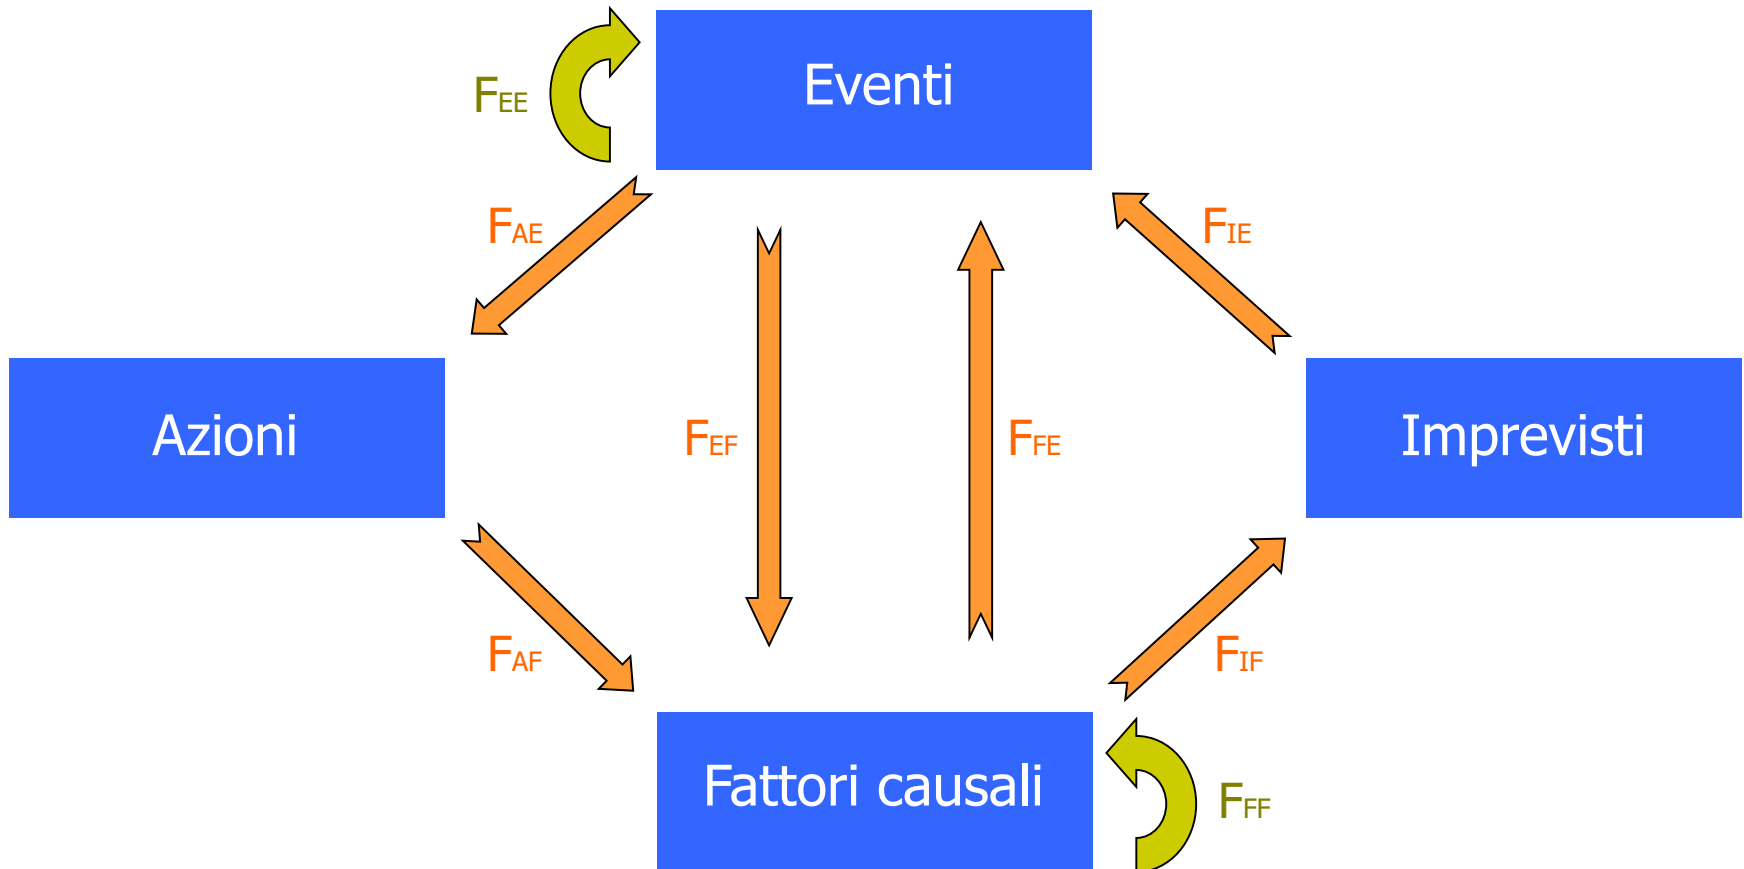 Eventi
FEE
FAE
FIE
Azioni
FEF
FFE
Imprevisti
FAF
FIF
Fattori causali
FFF